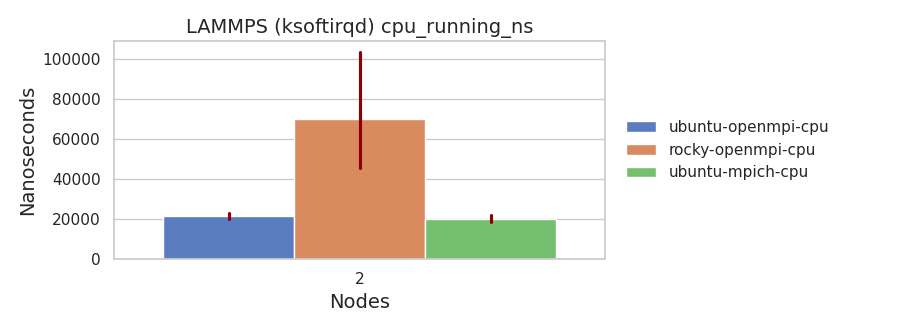 LAMMPS (ksoftirqd) cpu_running_ns
Nanoseconds
100000
80000
60000
40000
20000
0
2
Nodes
ubuntu-openmpi-cpu
rocky-openmpi-cpu
ubuntu-mpich-cpu